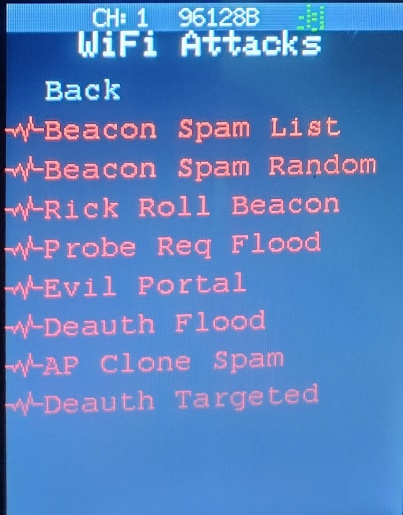 CH: 1 96128B
WiFi Attacks
Back
Beacon Spam List
Beacon Spam Random
Rick Roll Beacon
Probe Req Flood
Evil Portal
Deauth Flood
AP Clone Spam
Deauth Targeted